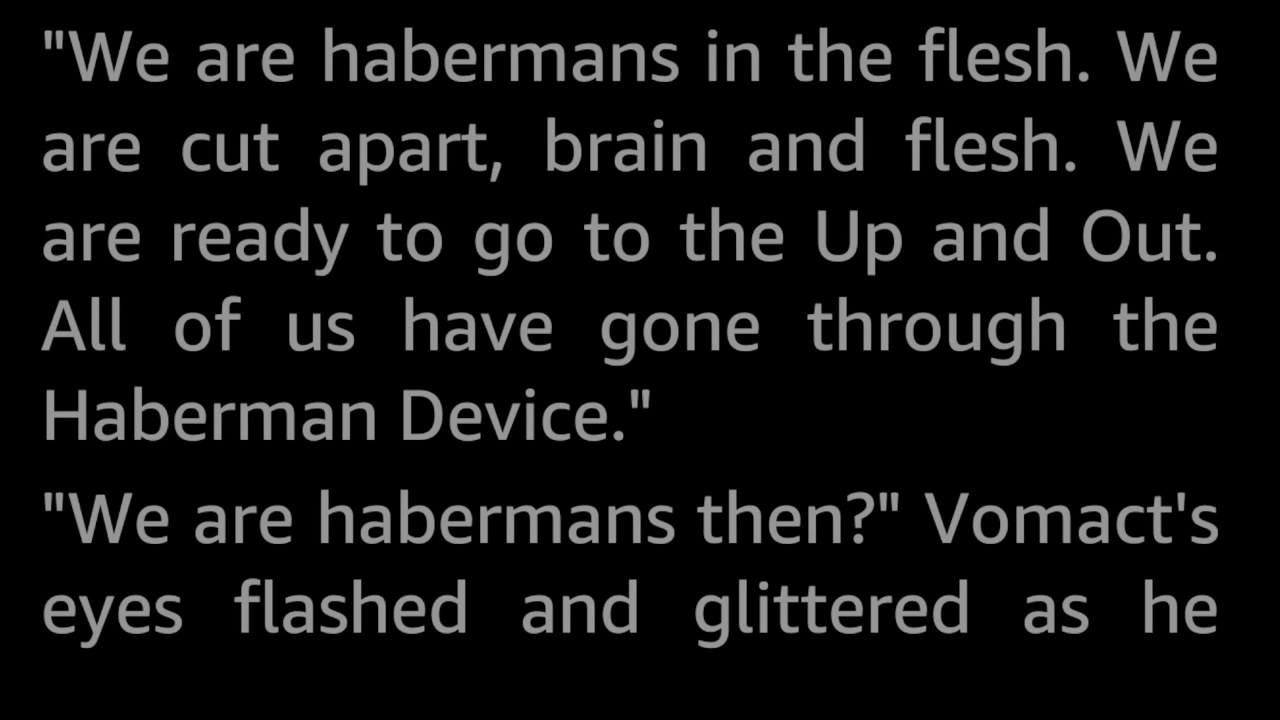 "We are habermans in the flesh. We
are cut apart, brain and flesh. We
are ready to go to the Up and Out.
All of us have gone through the
Haberman Device."
"We are habermans then?" Vomact's
eyes flashed and glittered as he